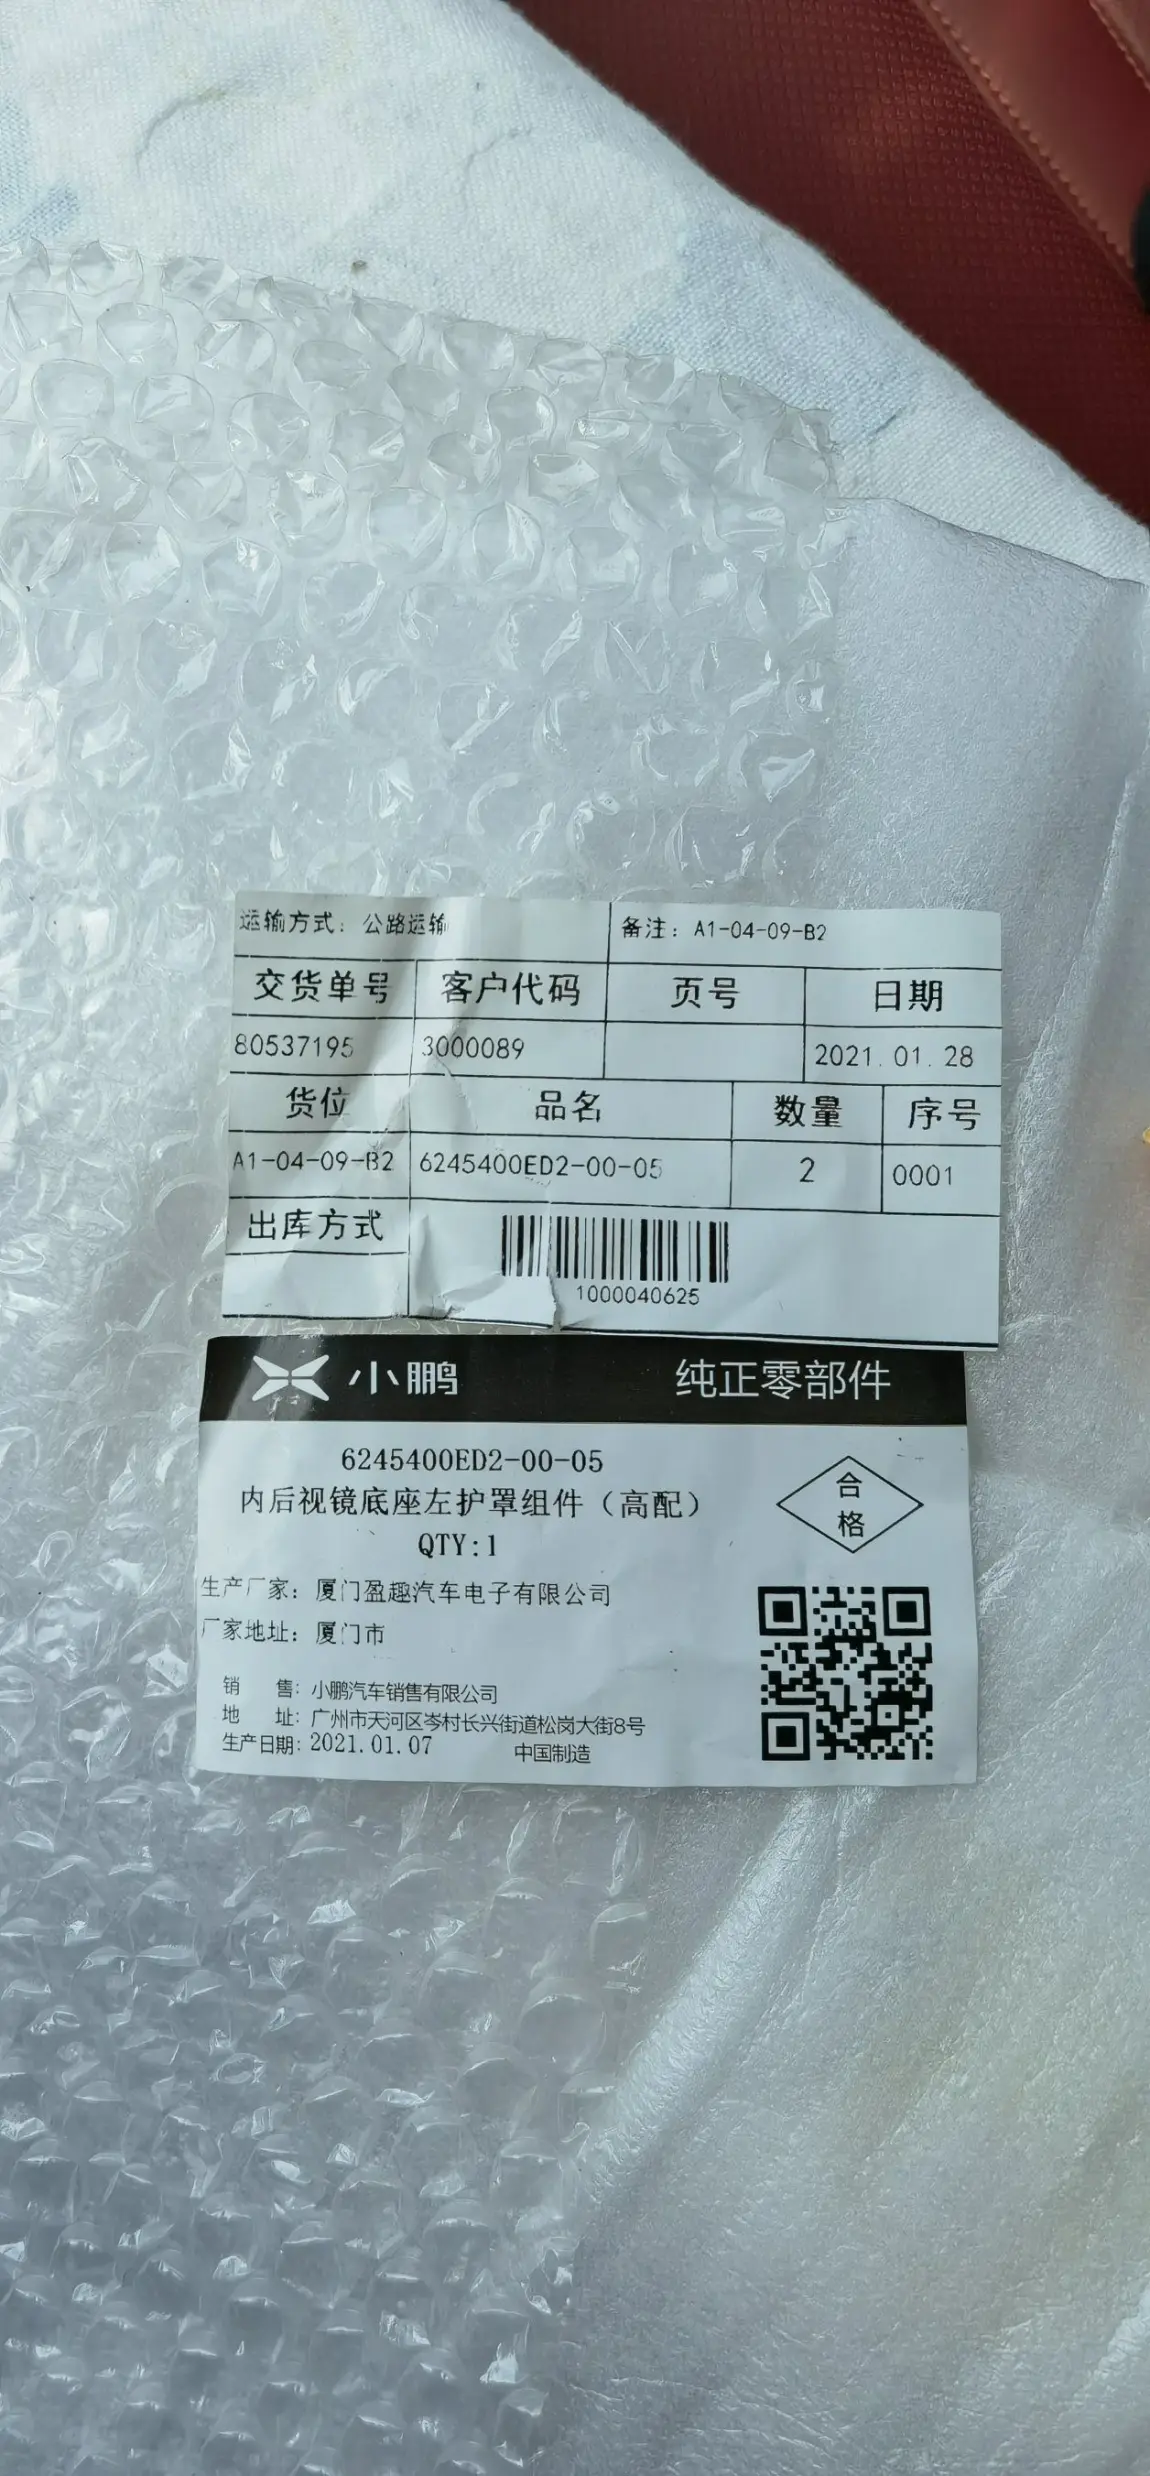 运输方式：公路运输 备注：A1-04-09-B2
交货单号 客户代码 页号 日期
80537195 3000089 2021.01.28
货位 品名 数量 序号
A1-04-09-B2 6245400ED2-00-05 2 0001
出库方式
1000040625
小鹏 纯正零部件
6245400ED2-00-05
内后视镜底座左护罩组件（高配）
QTY:1
合格
生产厂家：厦门盈趣汽车电子有限公司
厂家地址：厦门市
销 售：小鹏汽车销售有限公司
地 址：广州市天河区岑村长兴街道松岗大街8号
生产日期：2021.01.07 中国制造